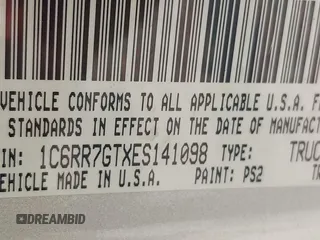 VEHICLE CONFORMS TO ALL APPLICABLE U.S.A. F
STANDARDS IN EFFECT ON THE DATE OF MANUFACT
IN: 1C6RR7GTXES141098 TYPE: TRUC
VEHICLE MADE IN U.S.A. PAINT: PS2 TR
DREAMBID